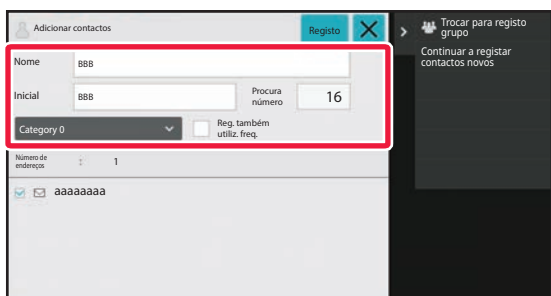 Adicionar contactos
Registo
Nome
BBB
Inicial
BBB
Procura
número
16
Category 0
Reg. também
utiliz. freq.
Número de
endereços
:
1
aaaaaaaa
Trocar para registo
grupo
Continuar a registar
contactos novos